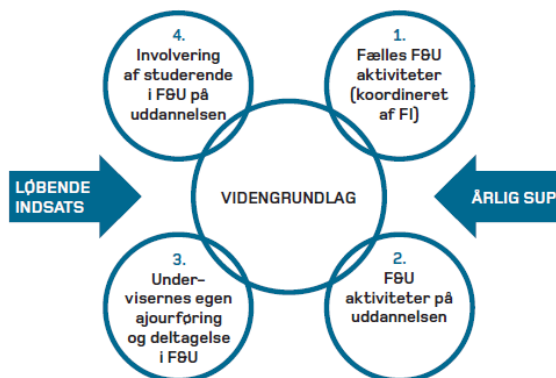 4.
Involvering
af studerende
i F&U på
uddannelsen
1.
Fælles F&U
aktiviteter
(koordineret
af FI)
LØBENDE
INDSATS
VIDENGRUNDLAG
ÅRLIG SUP
3.
Under-
visernes egen
ajourføring
og deltagelse
i F&U
2.
F&U
aktiviteter på
uddannelsen